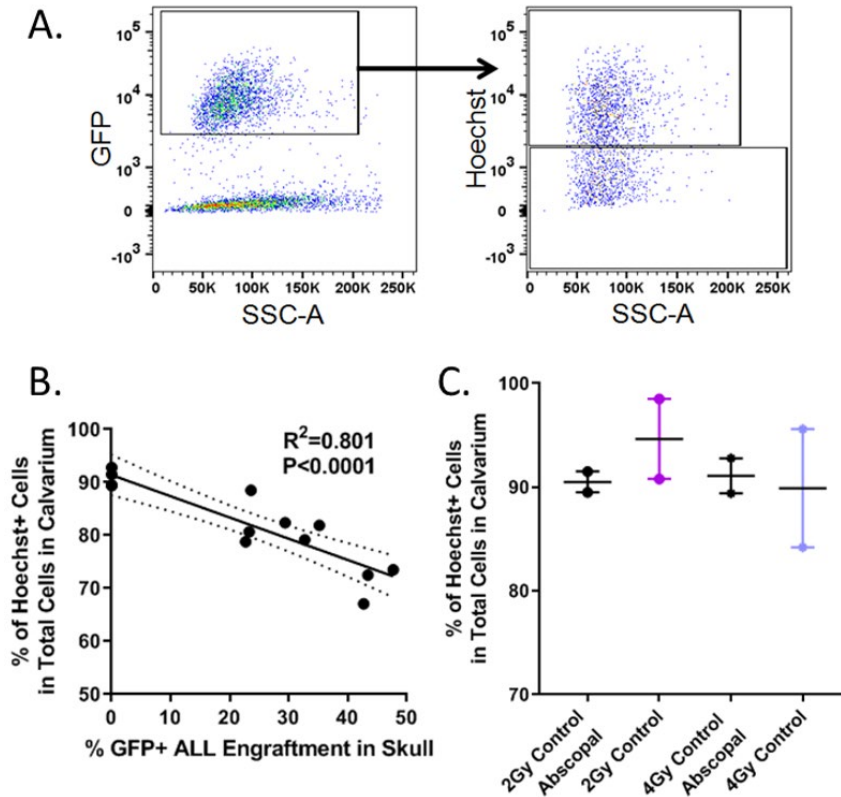 A.
10^5
10^4
10^3
0
-10^3
GFP
0 50K 100K 150K 200K 250K
SSC-A
10^5
10^4
10^3
0
-10^3
Hoechst
0 50K 100K 150K 200K 250K
SSC-A
B.
100
90
80
70
60
50
% of Hoechst+ Cells
in Total Cells in Calvarium
R²=0.801
P<0.0001
0 10 20 30 40 50
% GFP+ ALL Engraftment in Skull
C.
100
90
80
70
% of Hoechst+ Cells
in Total Cells in Calvarium
2Gy Control
Abscopal
2Gy Control
4Gy Control
Abscopal
4Gy Control